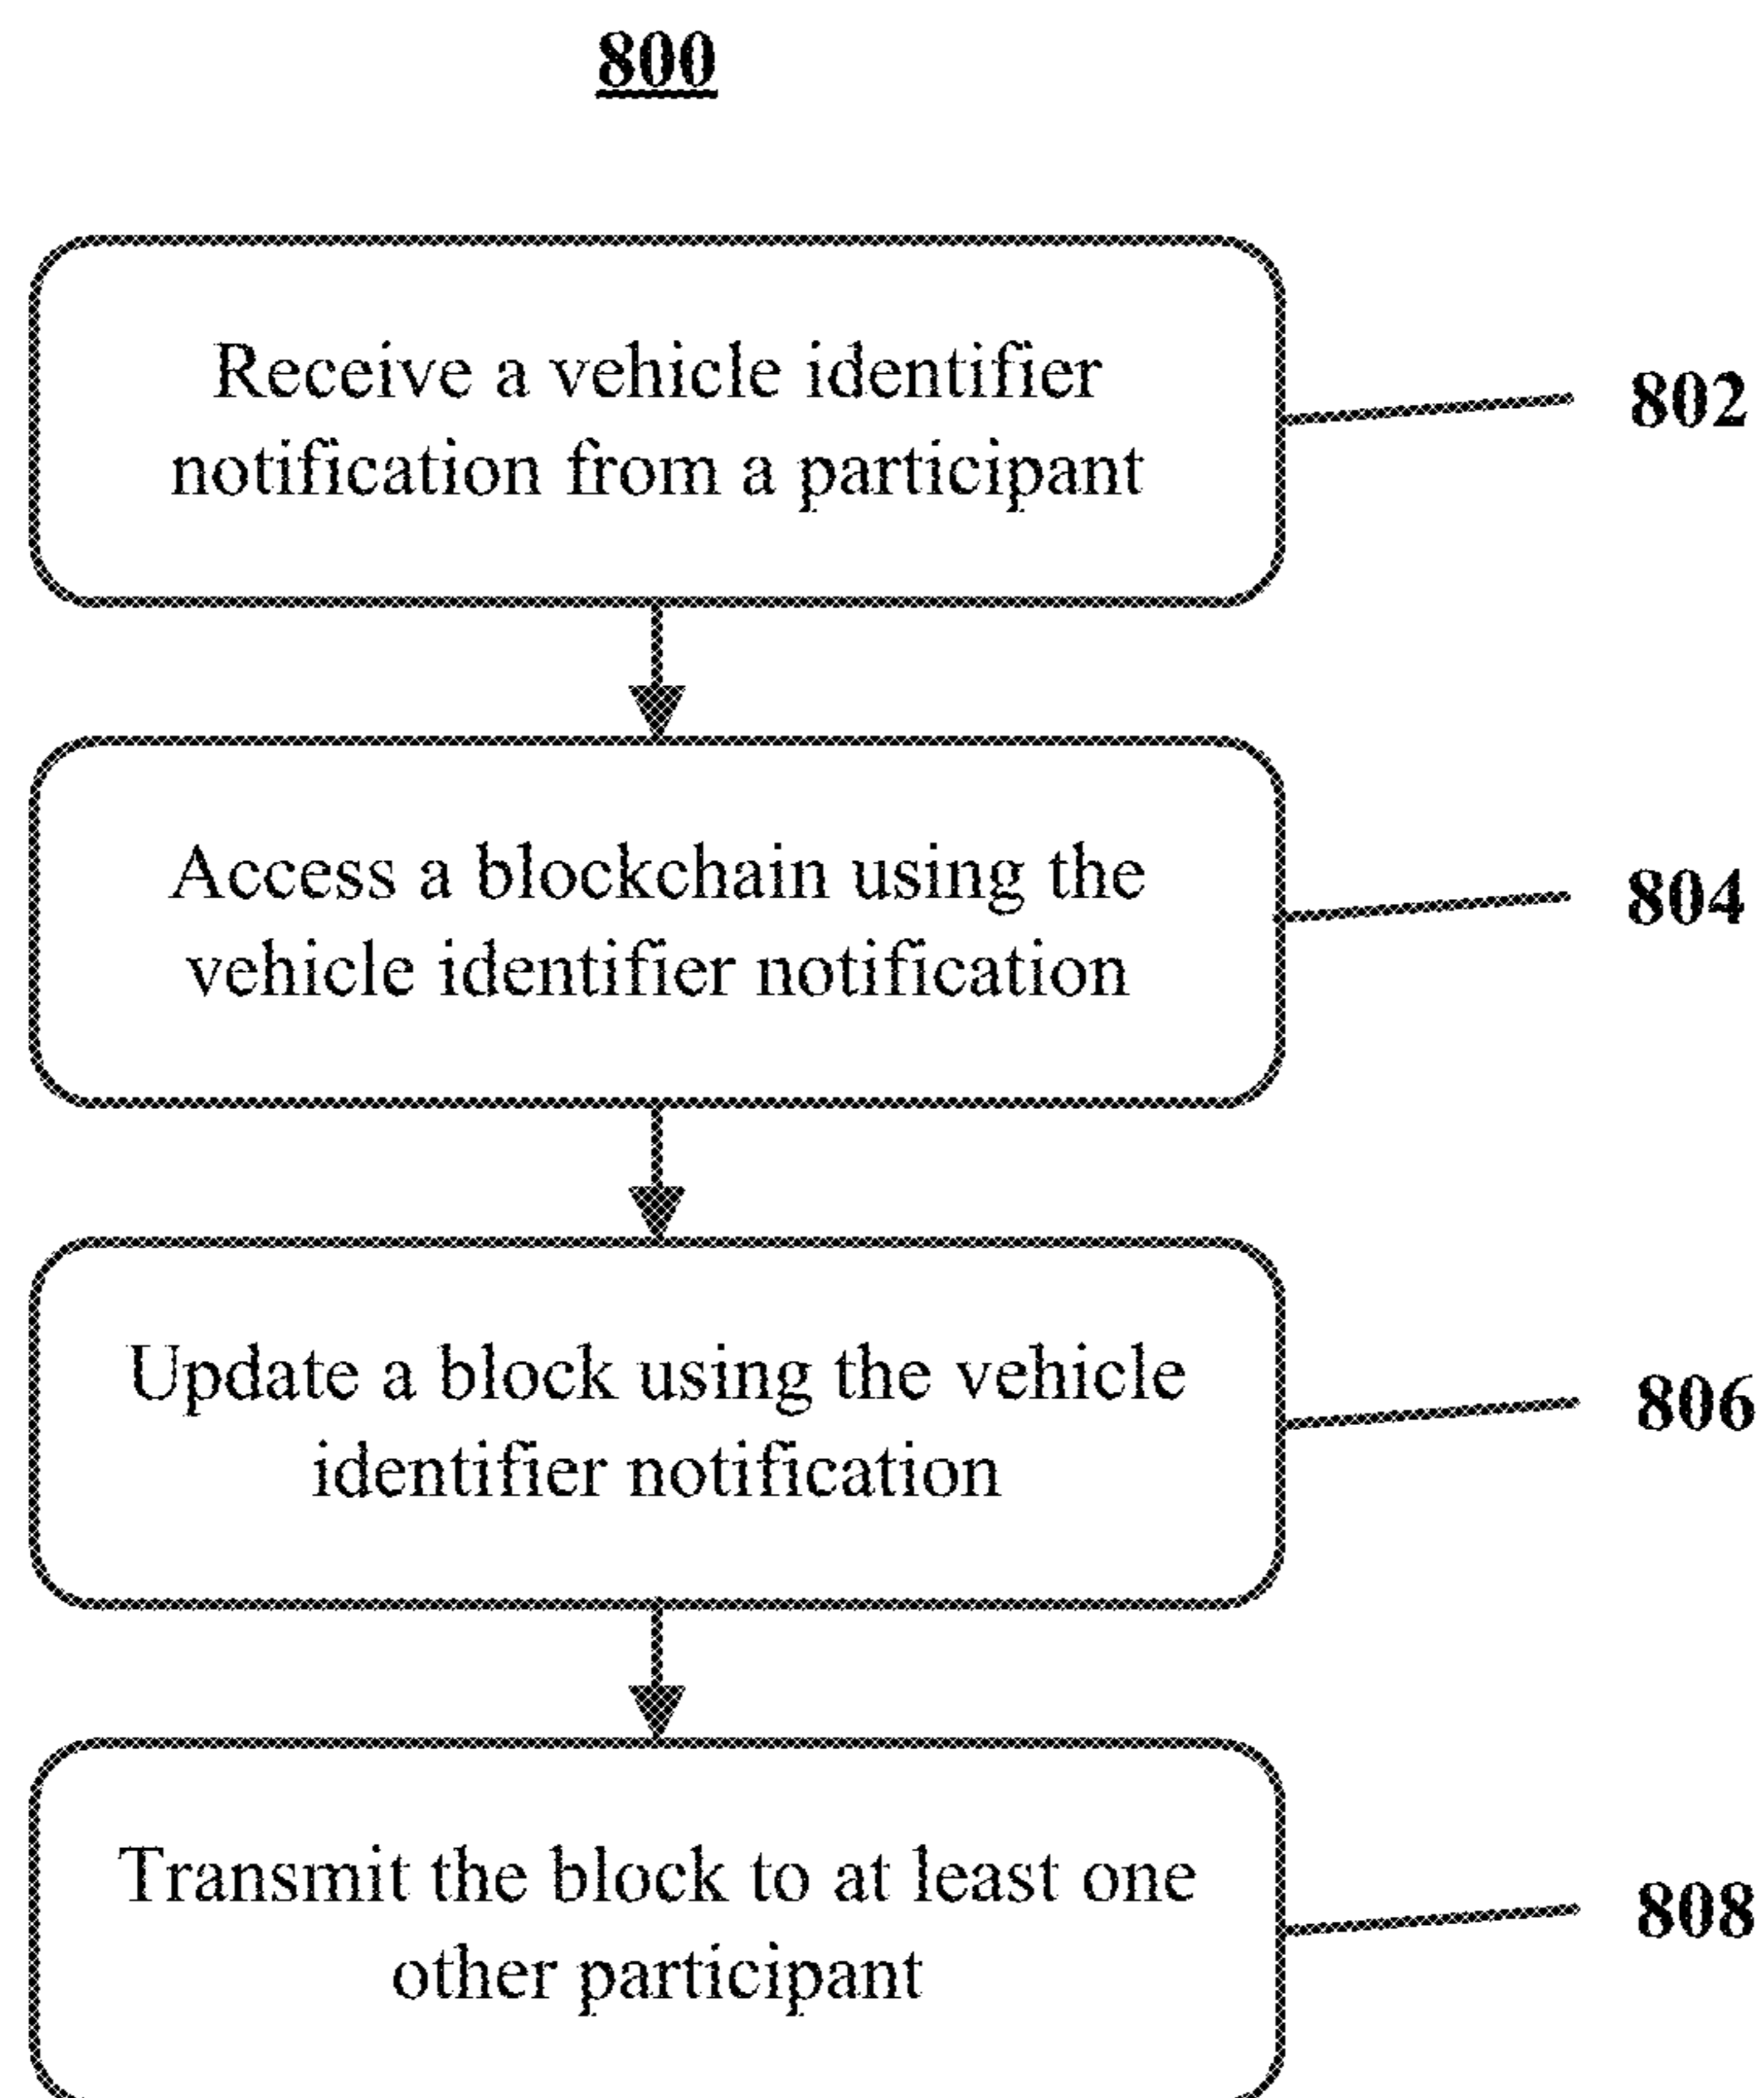 800
Receive a vehicle identifier
notification from a participant
802
Access a blockchain using the
vehicle identifier notification
804
Update a block using the vehicle
identifier notification
806
Transmit the block to at least one
other participant
808